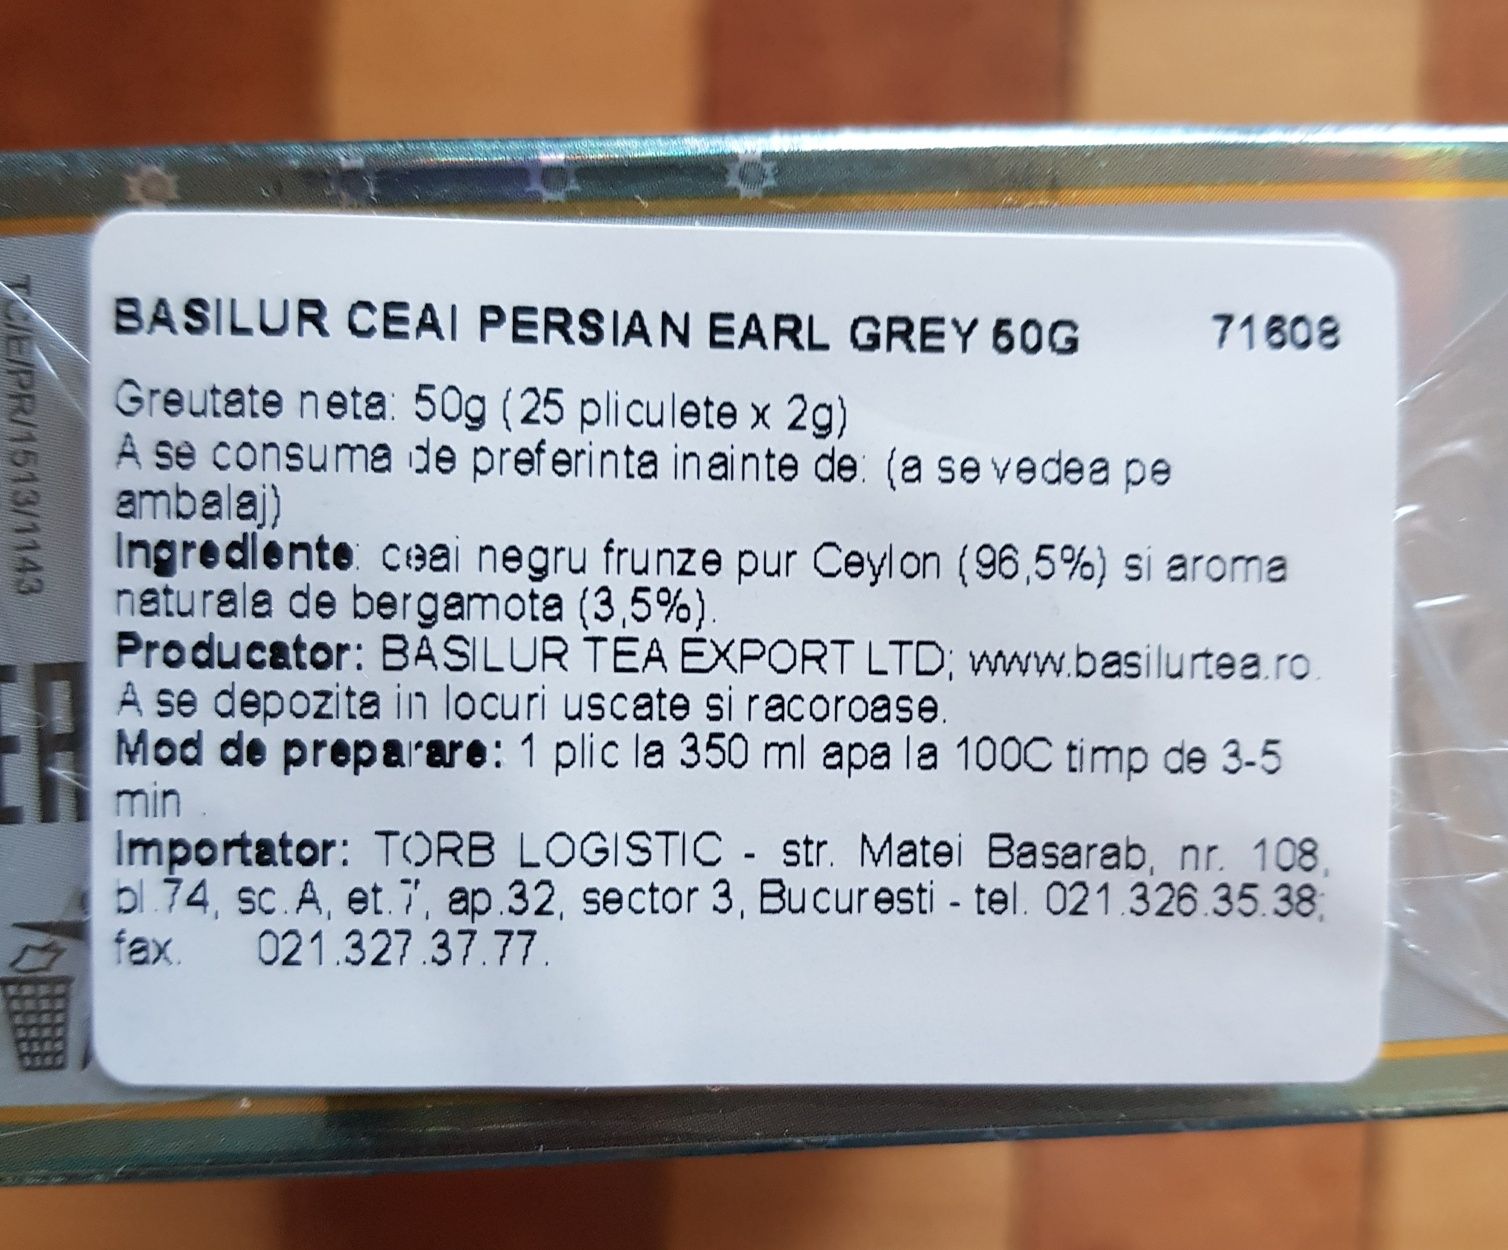 BASILUR CEAI PERSIAN EARL GREY 50G 71608
Greutate neta: 50g (25 pliculete x 2g)
A se consuma de preferinta inainte de: (a se vedea pe
ambalaj)
Ingrediente: ceai negru frunze pur Ceylon (96,5%) si aroma
naturala de bergamota (3,5%).
Producator: BASILUR TEA EXPORT LTD; www.basilurtea.ro.
A se depozita in locuri uscate si racoroase.
Mod de preparare: 1 plic la 350 ml apa la 100C timp de 3-5
min .
Importator: TORB LOGISTIC - str. Matei Basarab, nr. 108,
bl.74, sc.A, et.7, ap.32, sector 3, Bucuresti - tel. 021.326.35.38;
fax. 021.327.37.77.
TC/E/PR/1513/1143